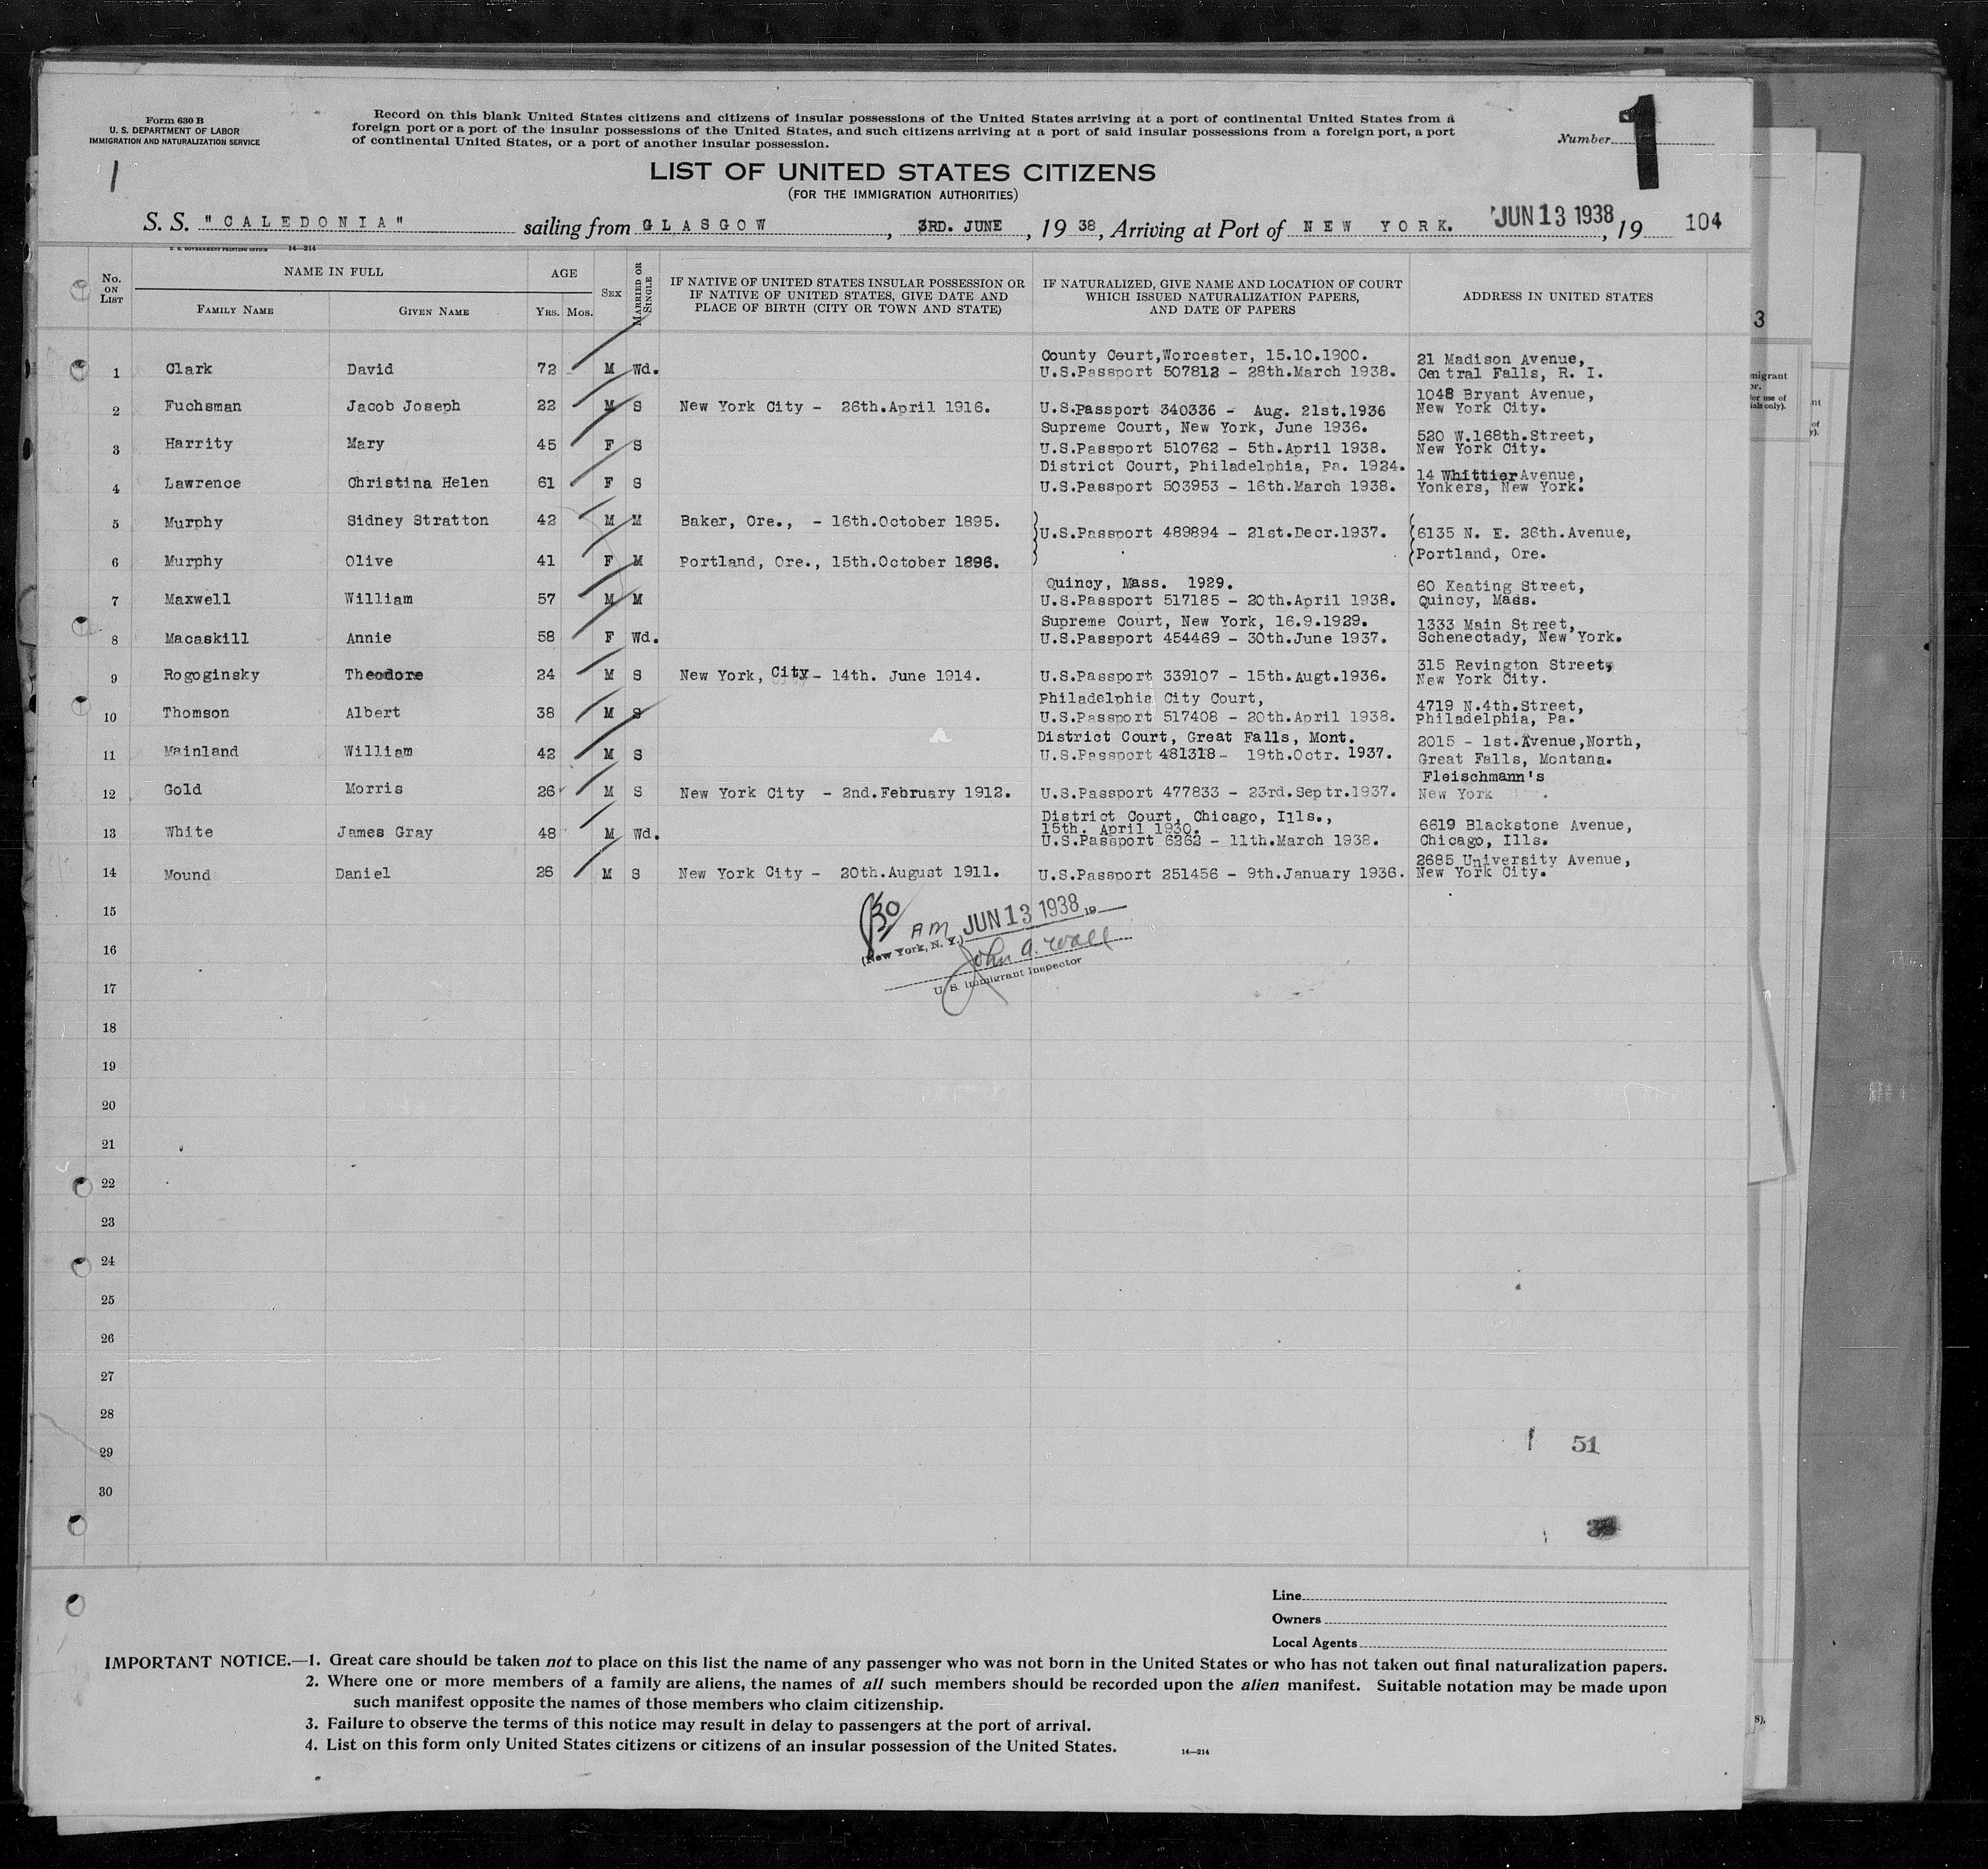 Form 630 B
U. S. DEPARTMENT OF LABOR
IMMIGRATION AND NATURALIZATION SERVICE
Record on this blank United States citizens and citizens of insular possessions of the United States arriving at a port of continental United States from a
foreign port or a port of the insular possessions of the United States, and such citizens arriving at a port of said insular possessions from a foreign port, a port
of continental United States, or a port of another insular possession.
Number 1
1
LIST OF UNITED STATES CITIZENS
(FOR THE IMMIGRATION AUTHORITIES)
S. S. "CALEDONIA" sailing from GLASGOW, 3RD. JUNE, 19 38, Arriving at Port of NEW YORK. JUN 13 1938, 19 104
U. S. GOVERNMENT PRINTING OFFICE 14—214
No. ON LIST NAME IN FULL FAMILY NAME GIVEN NAME AGE YRS. MOS. SEX MARRIED OR SINGLE IF NATIVE OF UNITED STATES INSULAR POSSESSION OR IF NATIVE OF UNITED STATES, GIVE DATE AND PLACE OF BIRTH (CITY OR TOWN AND STATE) IF NATURALIZED, GIVE NAME AND LOCATION OF COURT WHICH ISSUED NATURALIZATION PAPERS, AND DATE OF PAPERS ADDRESS IN UNITED STATES
County Court,Worcester, 15.10.1900. 21 Madison Avenue,
1 Clark David 72 M Wd. U.S.Passport 507812 - 28th.March 1938. Central Falls, R. I.
1048 Bryant Avenue,
2 Fuchsman Jacob Joseph 22 M S New York City - 26th.April 1916. U.S.Passport 340336 - Aug. 21st.1936 New York City.
Supreme Court, New York, June 1936. 520 W.168th.Street,
3 Harrity Mary 45 F S U.S.Passport 510762 - 5th.April 1938. New York City.
District Court, Philadelphia, Pa. 1924. 14 Whittier Avenue,
4 Lawrence Christina Helen 61 F S U.S.Passport 503953 - 16th.March 1938. Yonkers, New York.
5 Murphy Sidney Stratton 42 M M Baker, Ore., - 16th.October 1895. U.S.Passport 489894 - 21st.Decr.1937. 6135 N. E. 26th.Avenue,
6 Murphy Olive 41 F M Portland, Ore., 15th.October 1896. Portland, Ore.
Quincy, Mass. 1929. 60 Keating Street,
7 Maxwell William 57 M M U.S.Passport 517185 - 20th.April 1938. Quincy, Mass.
Supreme Court, New York, 16.9.1929. 1333 Main Street,
8 Macaskill Annie 58 F Wd. U.S.Passport 454469 - 30th.June 1937. Schenectady, New York.
315 Revington Street,
9 Rogoginsky Theodore 24 M S New York, City - 14th. June 1914. U.S.Passport 339107 - 15th.Augt.1936. New York City.
Philadelphia City Court, 4719 N.4th.Street,
10 Thomson Albert 38 M S U.S.Passport 517408 - 20th.April 1938. Philadelphia, Pa.
District Court, Great Falls, Mont. 2015 - 1st.Avenue,North,
11 Mainland William 42 M S U.S.Passport 481318 - 19th.Octr. 1937. Great Falls, Montana.
Fleischmann's
12 Gold Morris 26 M S New York City - 2nd.February 1912. U.S.Passport 477833 - 23rd.Septr.1937. New York .
District Court, Chicago, Ills.,
15th. April 1930. 6619 Blackstone Avenue,
13 White James Gray 48 M Wd. U.S.Passport 6262 - 11th.March 1938. Chicago, Ills.
2685 University Avenue,
14 Mound Daniel 26 M S New York City - 20th.August 1911. U.S.Passport 251456 - 9th.January 1936. New York City.
15
AM JUN 13 1938 19
16
(New York, N. Y.)
John A. Wall
U. S. Immigrant Inspector
17
18
19
20
21
22
23
24
25
26
27
28
29
51
30
Line
Owners
Local Agents
IMPORTANT NOTICE.—1. Great care should be taken not to place on this list the name of any passenger who was not born in the United States or who has not taken out final naturalization papers.
2. Where one or more members of a family are aliens, the names of all such members should be recorded upon the alien manifest. Suitable notation may be made upon
such manifest opposite the names of those members who claim citizenship.
3. Failure to observe the terms of this notice may result in delay to passengers at the port of arrival.
4. List on this form only United States citizens or citizens of an insular possession of the United States. 14—214